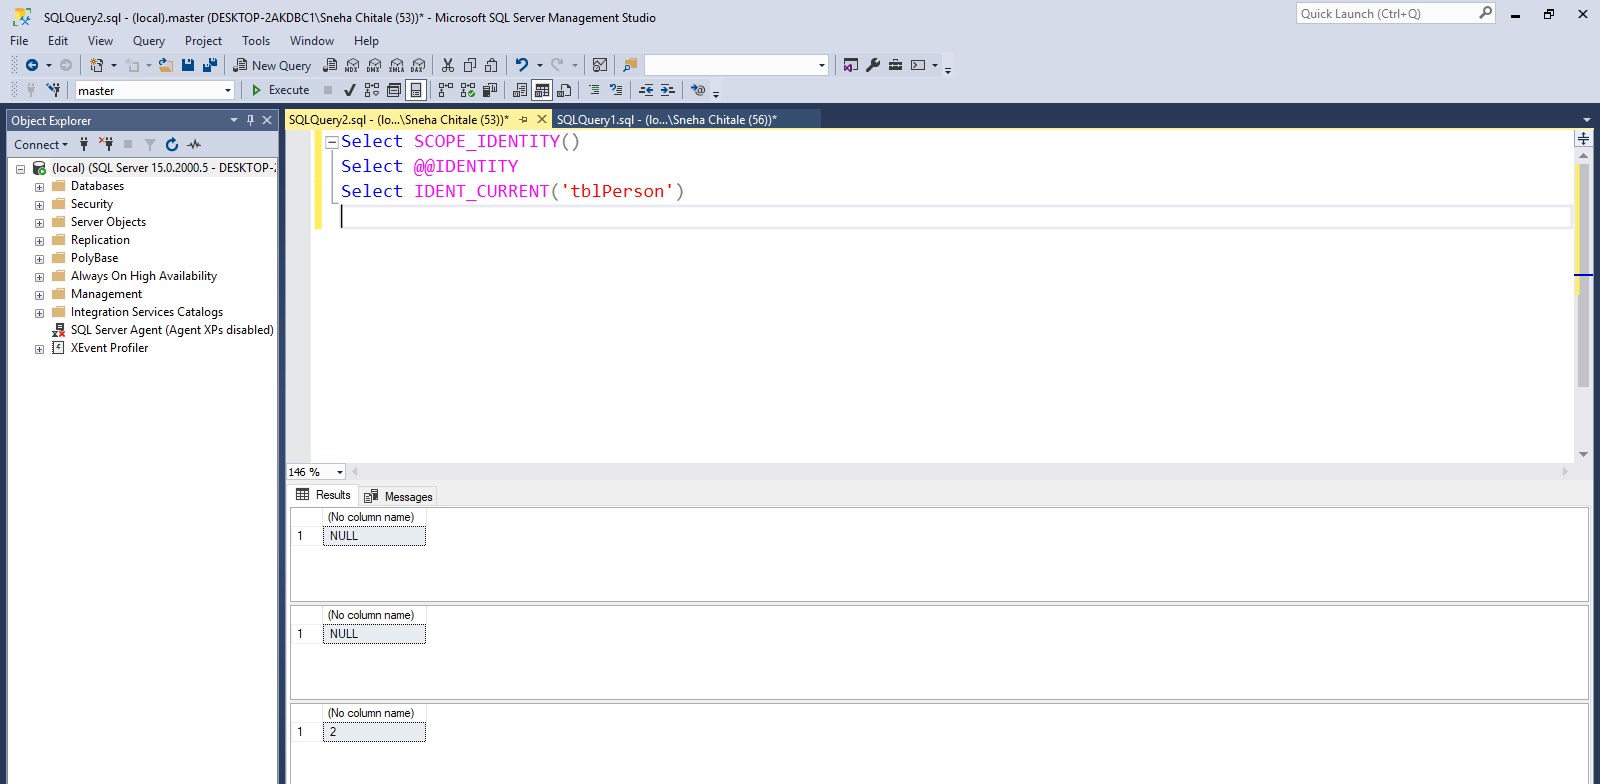 SQLQuery2.sql - (local).master (DESKTOP-2AKDBC1\Sneha Chitale (53))* - Microsoft SQL Server Management Studio
Quick Launch (Ctrl+Q)
File Edit View Query Project Tools Window Help
New Query MDX DMX XMLA DAX
master Execute
Object Explorer
Connect
(local) (SQL Server 15.0.2000.5 - DESKTOP-2
Databases
Security
Server Objects
Replication
PolyBase
Always On High Availability
Management
Integration Services Catalogs
SQL Server Agent (Agent XPs disabled)
XEvent Profiler
SQLQuery2.sql - (lo...\Sneha Chitale (53))* SQLQuery1.sql - (lo...\Sneha Chitale (56))*
Select SCOPE_IDENTITY()
Select @@IDENTITY
Select IDENT_CURRENT('tblPerson')
146 %
Results Messages
(No column name)
1 NULL
(No column name)
1 NULL
(No column name)
1 2